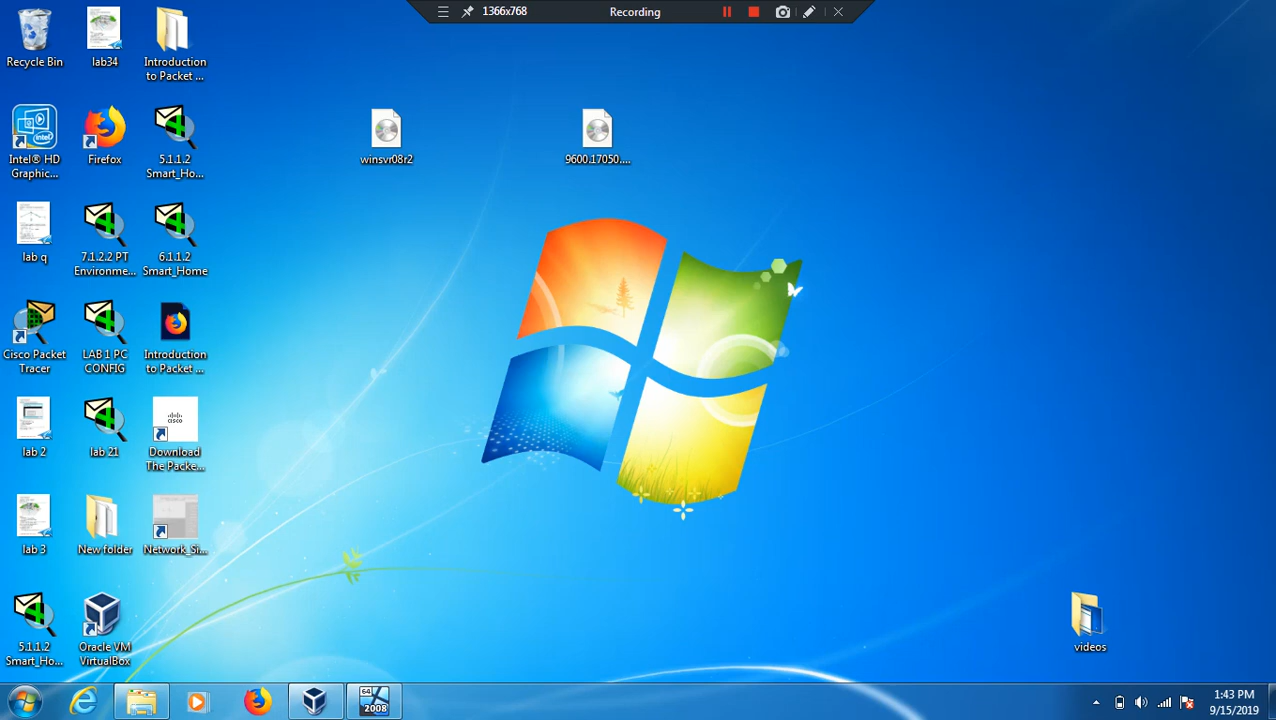 1366x768
Recording
Recycle Bin
lab34
Introduction
to Packet ...
winsvr08r2
9600.17050....
Intel® HD
Graphic...
Firefox
5.1.1.2
Smart_Ho...
lab q
7.1.2.2 PT
Environme...
6.1.1.2
Smart_Home
Cisco Packet
Tracer
LAB 1 PC
CONFIG
Introduction
to Packet ...
lab 2
lab 21
CISCO
Download
The Packe...
lab 3
New folder
Network_Si...
5.1.1.2
Smart_Ho...
Oracle VM
VirtualBox
videos
64
2008
1:43 PM
9/15/2019